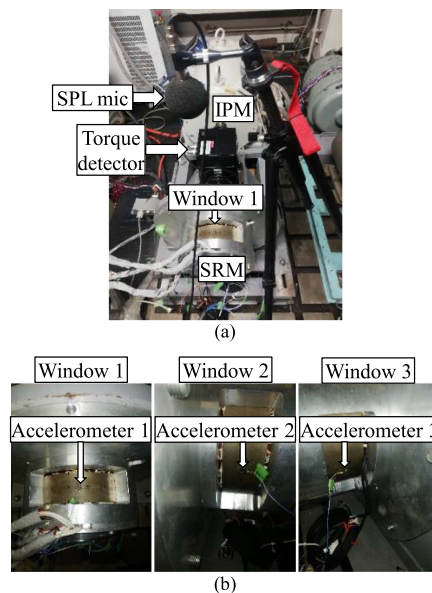 SPL mic
IPM
Torque
detector
Window 1
SRM
(a)
Window 1
Window 2
Window 3
Accelerometer 1
Accelerometer 2
Accelerometer 3
(b)